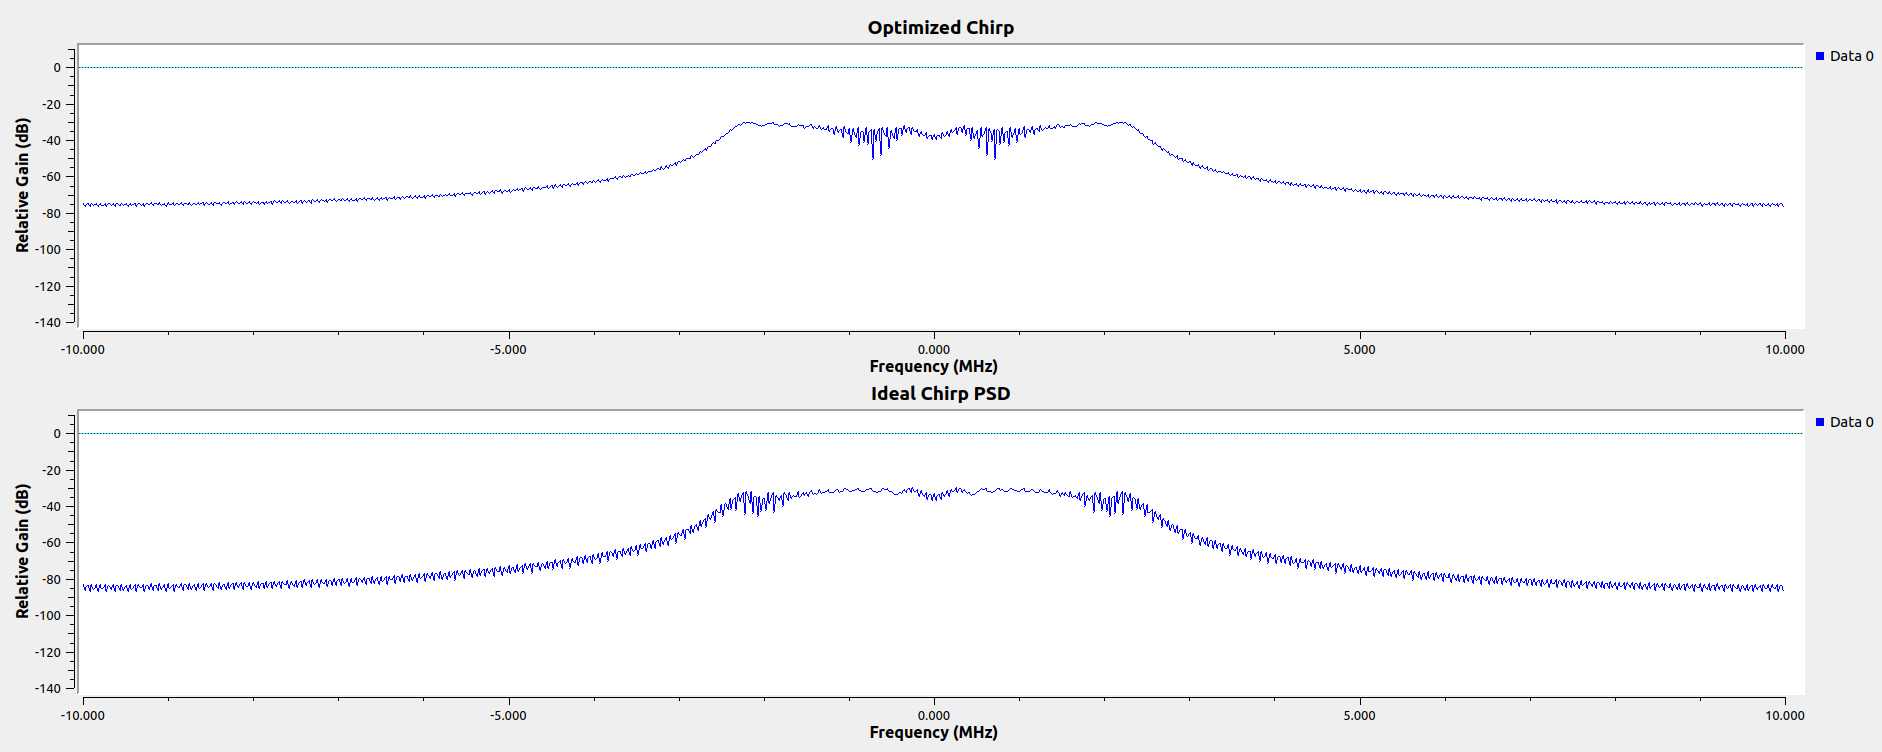 Optimized Chirp
Data 0
Relative Gain (dB)
0
-20
-40
-60
-80
-100
-120
-140
-10.000 -5.000 0.000 5.000 10.000
Frequency (MHz)
Ideal Chirp PSD
Data 0
Relative Gain (dB)
0
-20
-40
-60
-80
-100
-120
-140
-10.000 -5.000 0.000 5.000 10.000
Frequency (MHz)